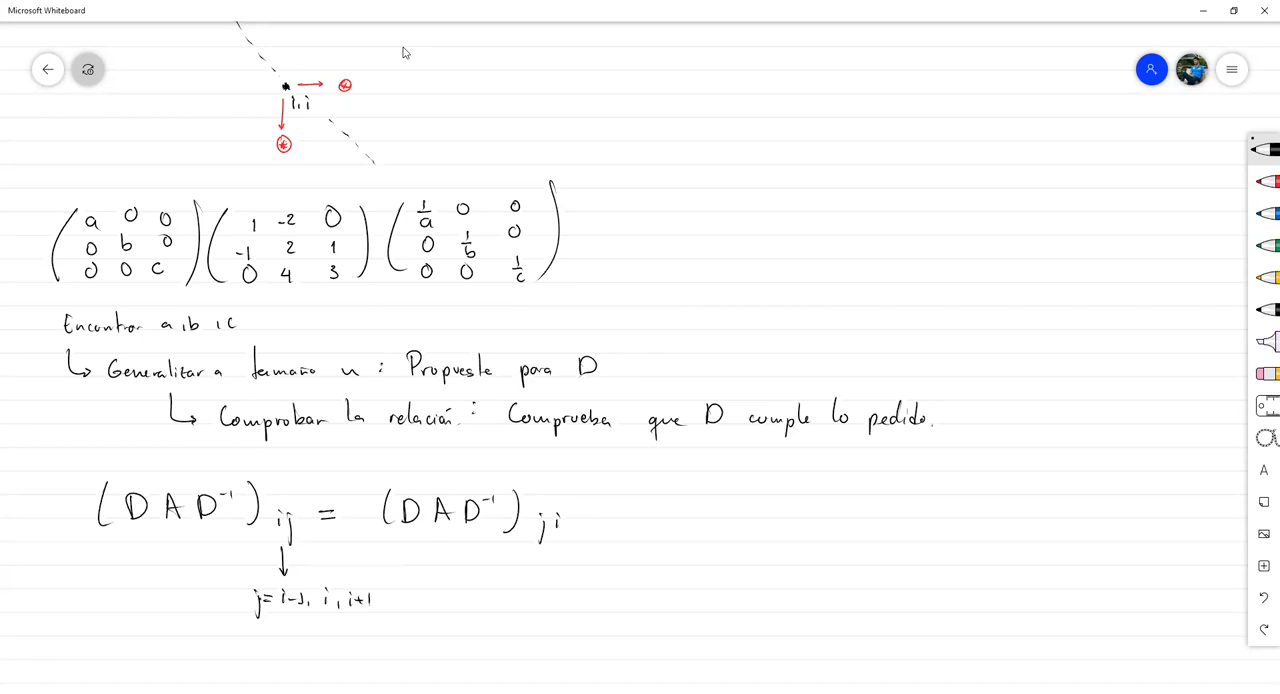 Microsoft Whiteboard
i,i
( a 0 0 ) ( 1 -2 0 ) ( 1/a 0 0 )
( 0 b 0 ) ( -1 2 1 ) ( 0 1/b 0 )
( 0 0 c ) ( 0 4 3 ) ( 0 0 1/c )
Encontrar a, b, c
↳ Generalizar a tamaño n : Propueste para D
↳ Comprobar la relación : Comprueba que D cumple lo pedido.
(D A D⁻¹) ij = (D A D⁻¹) ji
↓
j = i-1, i, i+1
A